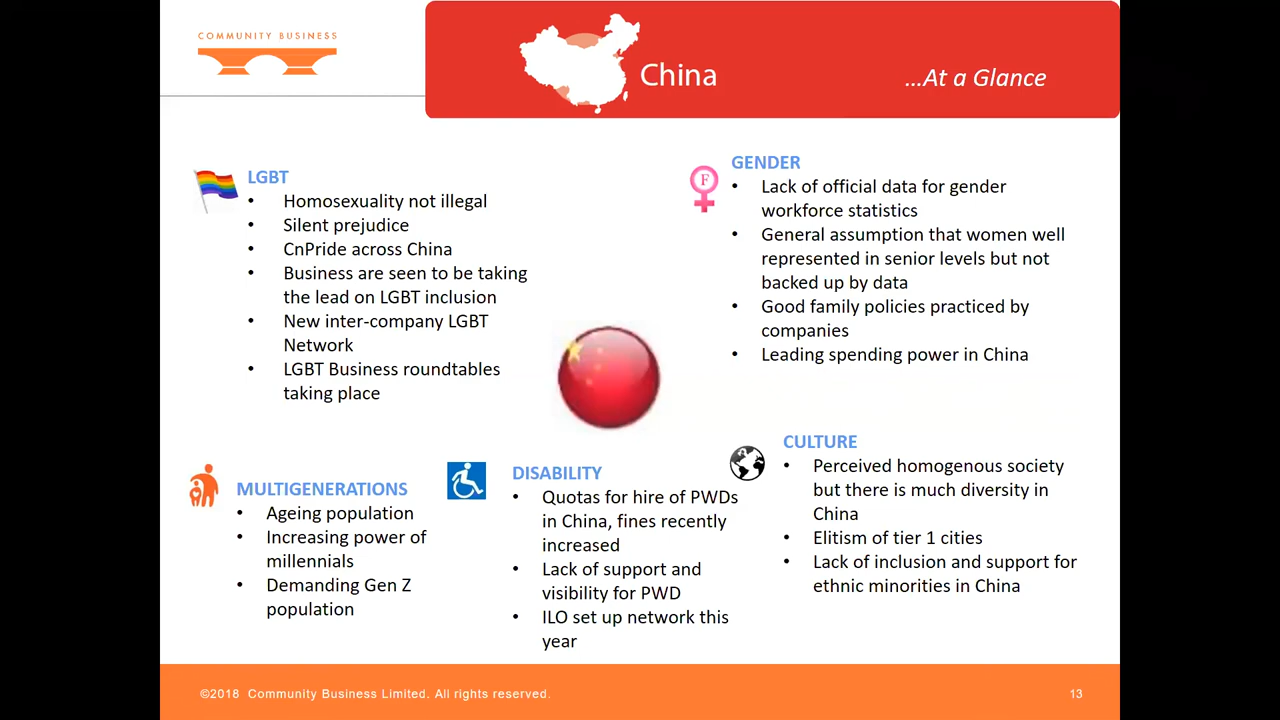 COMMUNITY BUSINESS
China
...At a Glance
LGBT
• Homosexuality not illegal
• Silent prejudice
• CnPride across China
• Business are seen to be taking
the lead on LGBT inclusion
• New inter-company LGBT
Network
• LGBT Business roundtables
taking place
F
GENDER
• Lack of official data for gender
workforce statistics
• General assumption that women well
represented in senior levels but not
backed up by data
• Good family policies practiced by
companies
• Leading spending power in China
MULTIGENERATIONS
• Ageing population
• Increasing power of
millennials
• Demanding Gen Z
population
DISABILITY
• Quotas for hire of PWDs
in China, fines recently
increased
• Lack of support and
visibility for PWD
• ILO set up network this
year
CULTURE
• Perceived homogenous society
but there is much diversity in
China
• Elitism of tier 1 cities
• Lack of inclusion and support for
ethnic minorities in China
©2018 Community Business Limited. All rights reserved.
13